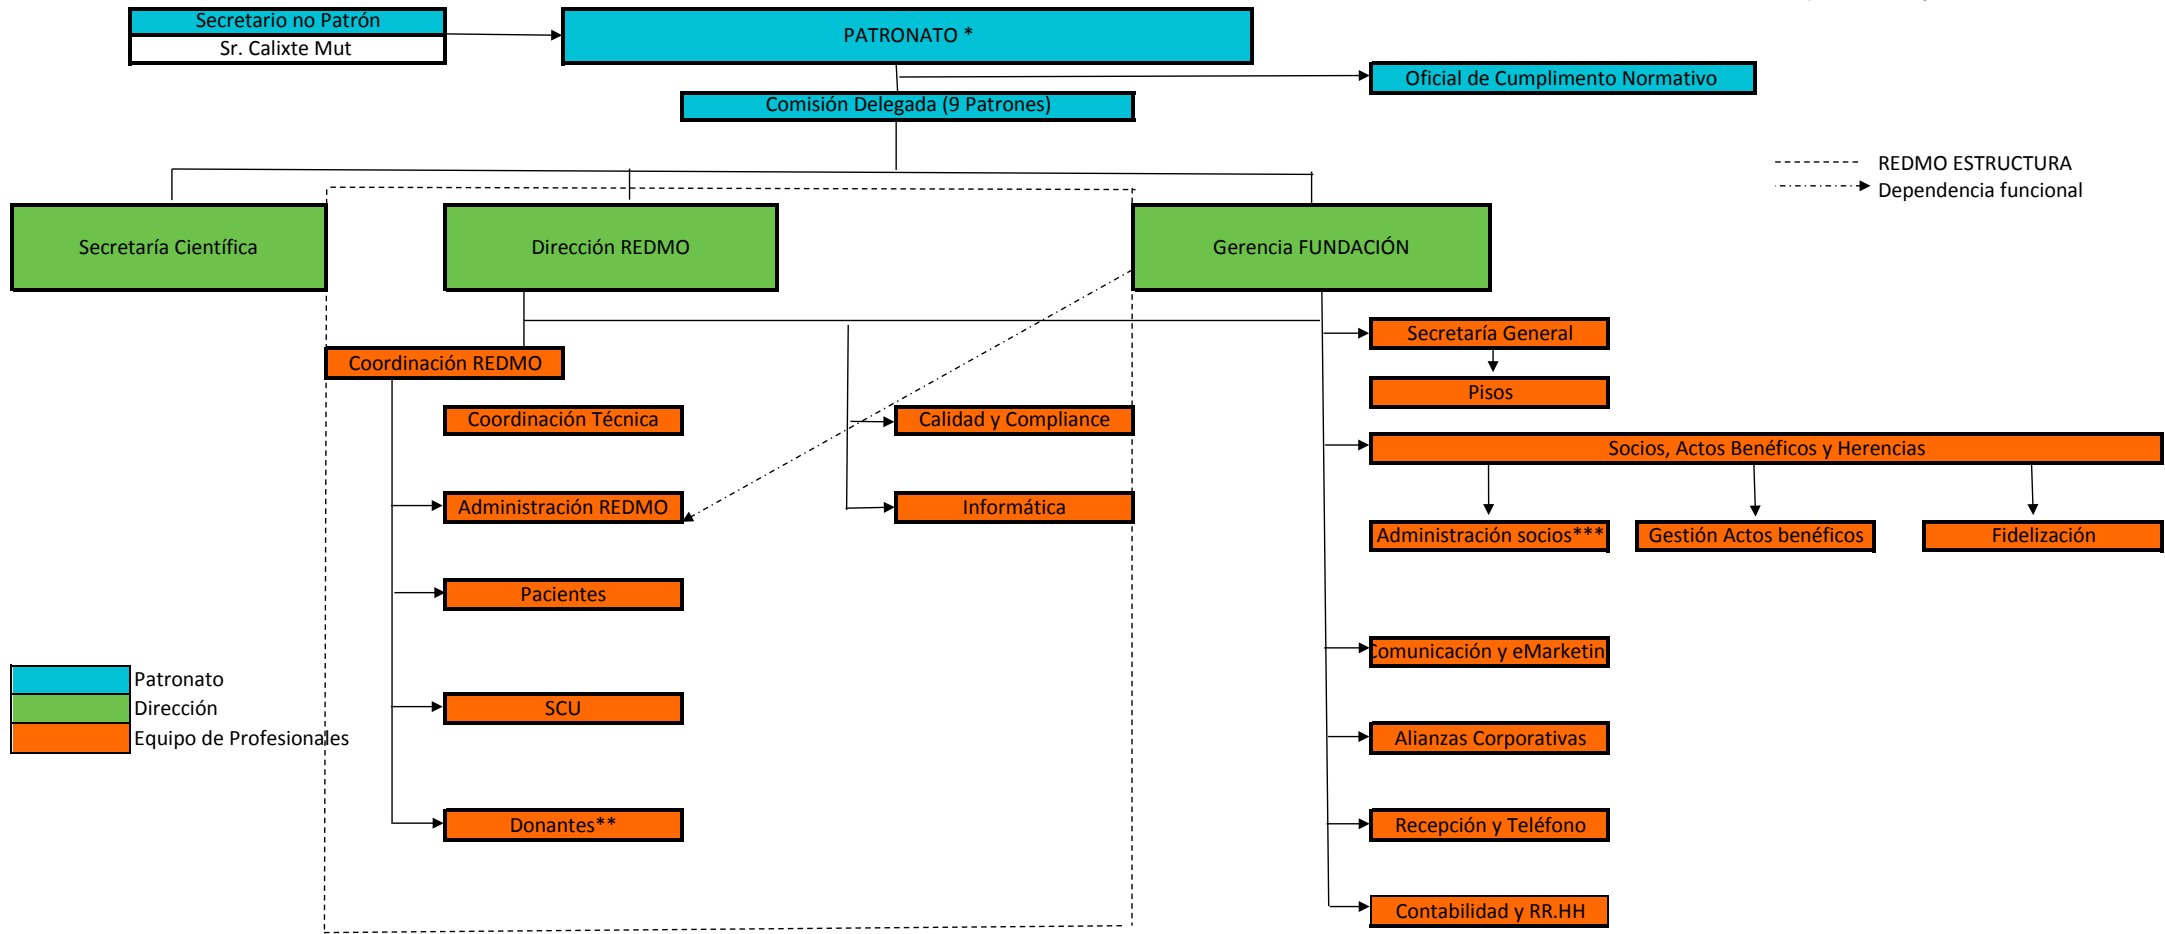 Secretario no Patrón
Sr. Calixte Mut
PATRONATO *
Oficial de Cumplimento Normativo
Comisión Delegada (9 Patrones)
REDMO ESTRUCTURA
Dependencia funcional
Secretaría Científica
Dirección REDMO
Gerencia FUNDACIÓN
Secretaría General
Coordinación REDMO
Pisos
Coordinación Técnica
Calidad y Compliance
Socios, Actos Benéficos y Herencias
Administración REDMO
Informática
Administración socios***
Gestión Actos benéficos
Fidelización
Pacientes
Comunicación y eMarketin
Patronato
Dirección
Equipo de Profesionales
SCU
Alianzas Corporativas
Donantes**
Recepción y Teléfono
Contabilidad y RR.HH